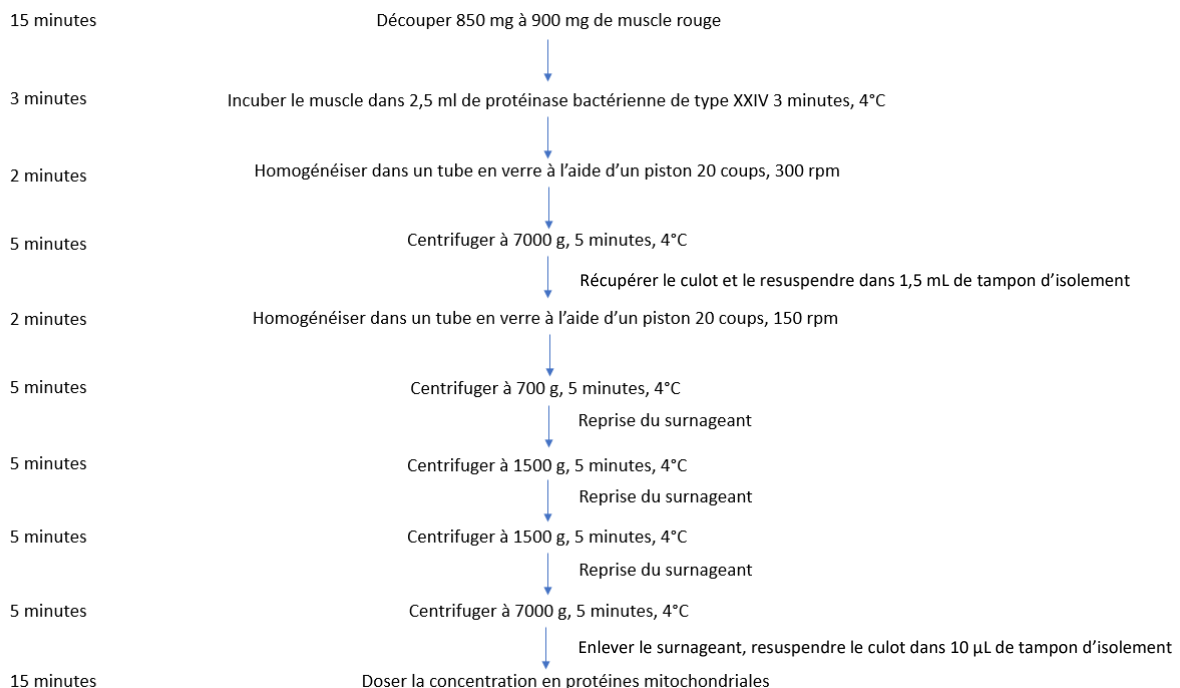 15 minutes Découper 850 mg à 900 mg de muscle rouge
3 minutes Incuber le muscle dans 2,5 ml de protéinase bactérienne de type XXIV 3 minutes, 4°C
2 minutes Homogénéiser dans un tube en verre à l’aide d’un piston 20 coups, 300 rpm
5 minutes Centrifuger à 7000 g, 5 minutes, 4°C
Récupérer le culot et le resuspendre dans 1,5 mL de tampon d’isolement
2 minutes Homogénéiser dans un tube en verre à l’aide d’un piston 20 coups, 150 rpm
5 minutes Centrifuger à 700 g, 5 minutes, 4°C
Reprise du surnageant
5 minutes Centrifuger à 1500 g, 5 minutes, 4°C
Reprise du surnageant
5 minutes Centrifuger à 1500 g, 5 minutes, 4°C
Reprise du surnageant
5 minutes Centrifuger à 7000 g, 5 minutes, 4°C
Enlever le surnageant, resuspendre le culot dans 10 µL de tampon d’isolement
15 minutes Doser la concentration en protéines mitochondriales